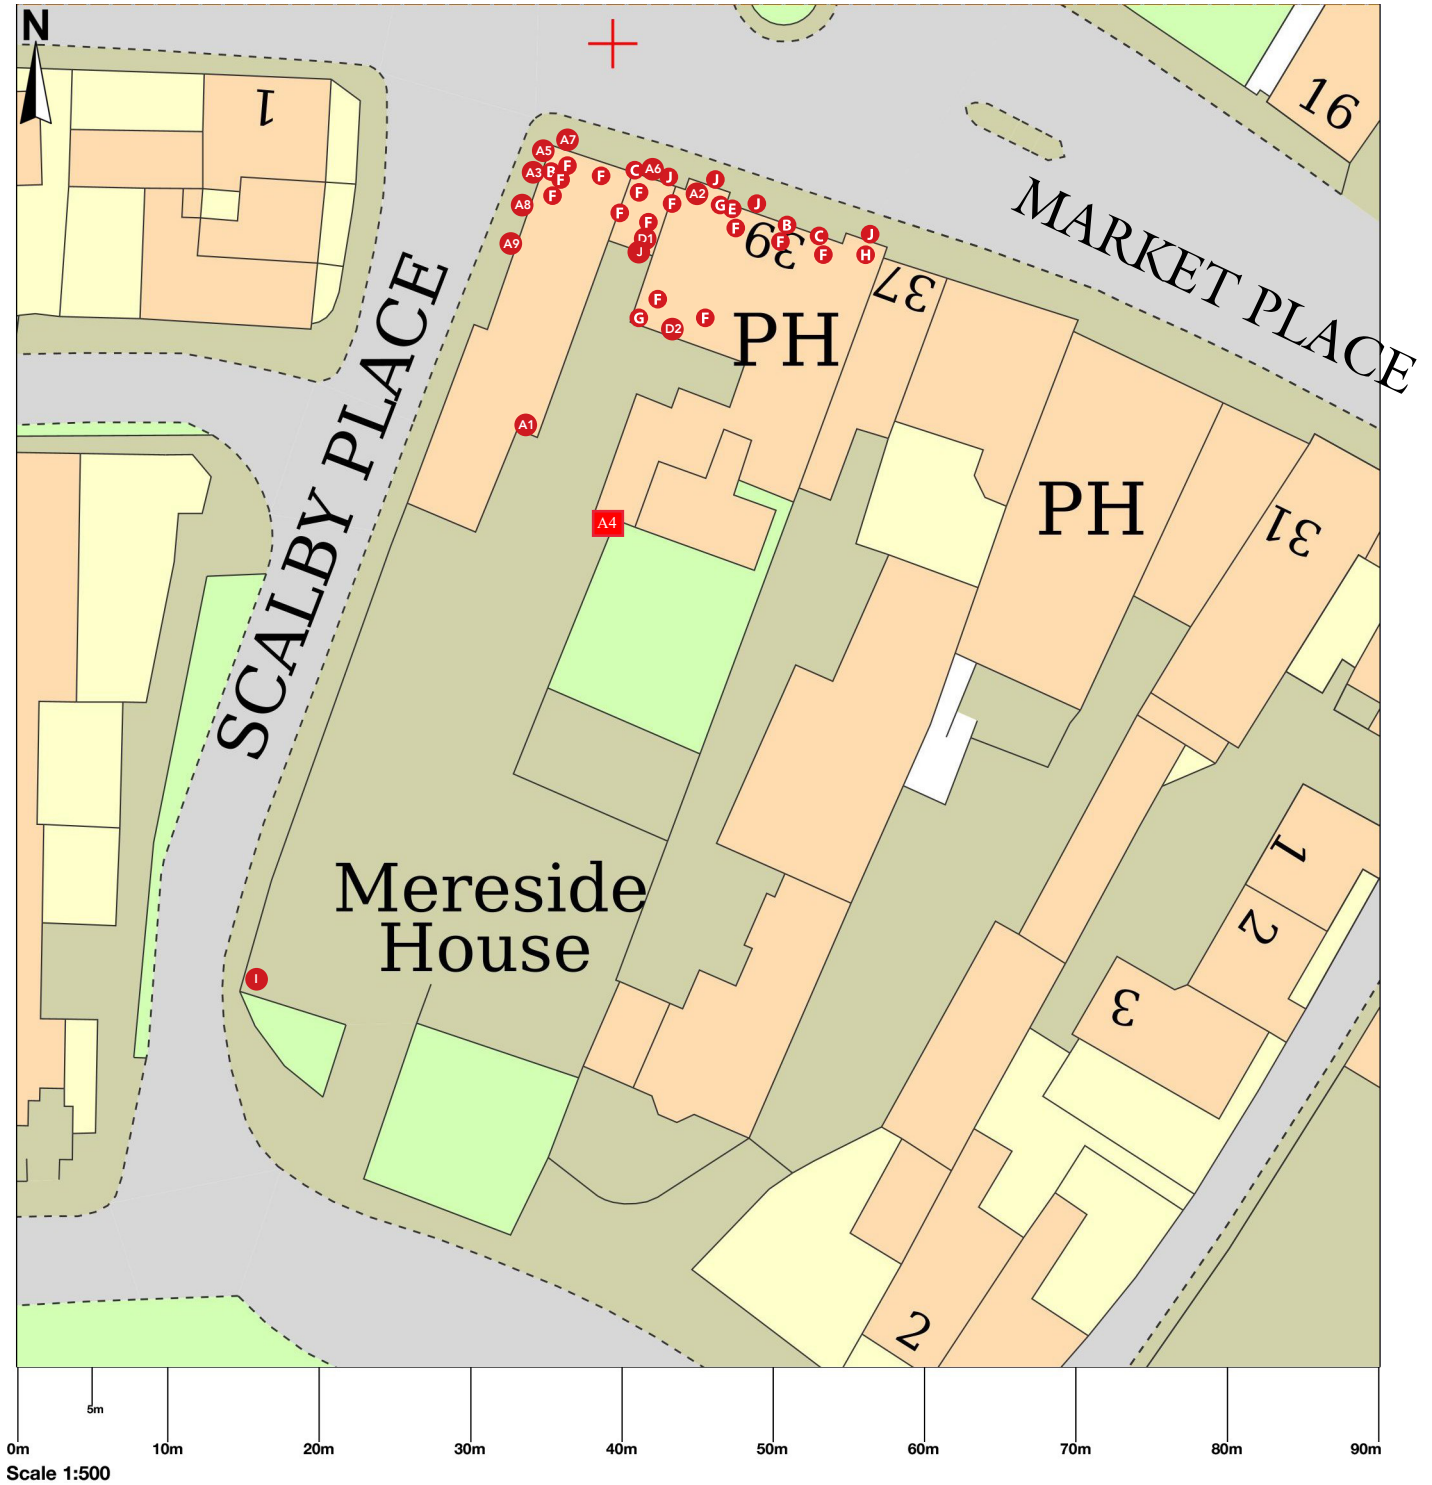 N
1
16
A7
A5
A3 B F
F
F
F
C A6 J
F
A2
J
A8
F
F
F
G E
J
F
B
F
C
F
J
H
A9
D1
J
39
37
MARKET PLACE
F
G
D2
F
PH
SCALBY PLACE
A1
A4
PH
31
Mereside
House
I
1
2
3
2
0m
5m
10m
20m
30m
40m
50m
60m
70m
80m
90m
Scale 1:500